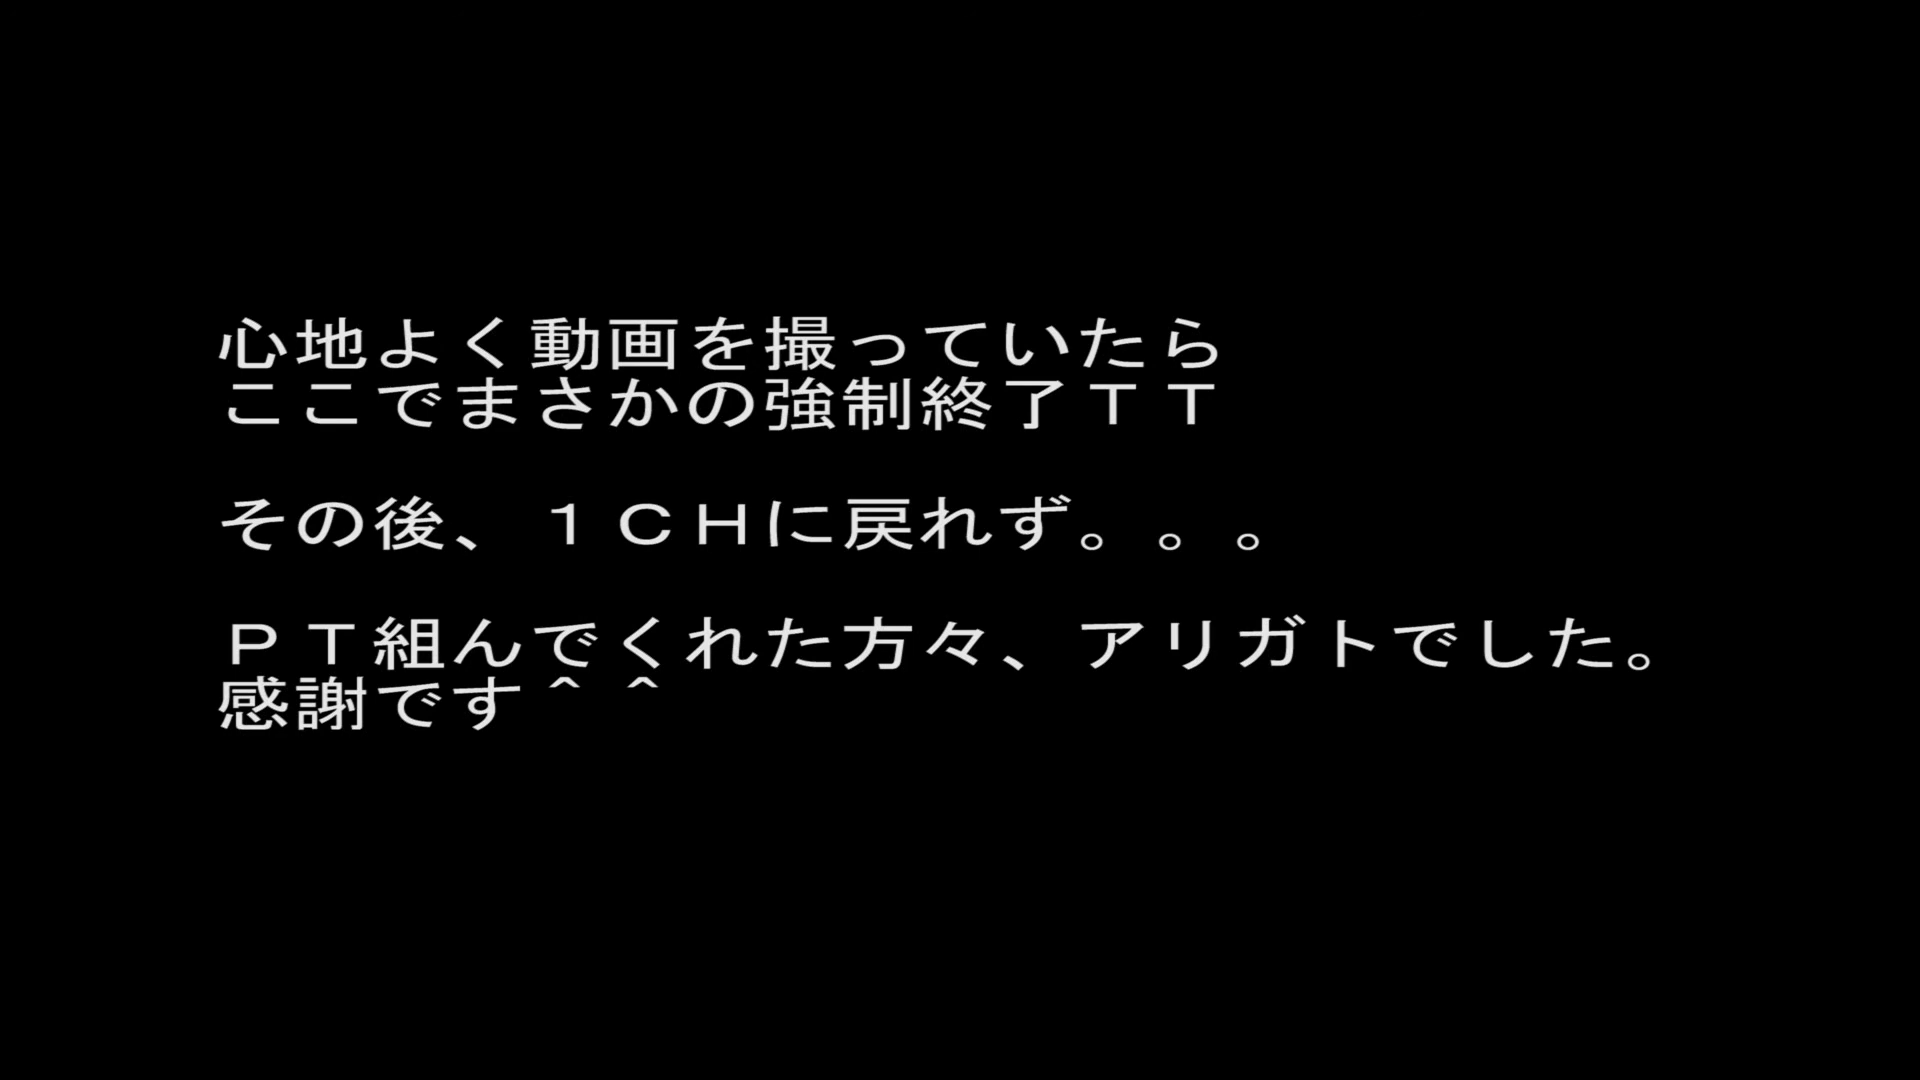 心地よく動画を撮っていたら
ここでまさかの強制終了ＴＴ
その後、１ＣＨに戻れず。。。
ＰＴ組んでくれた方々、アリガトでした。
感謝です＾＾